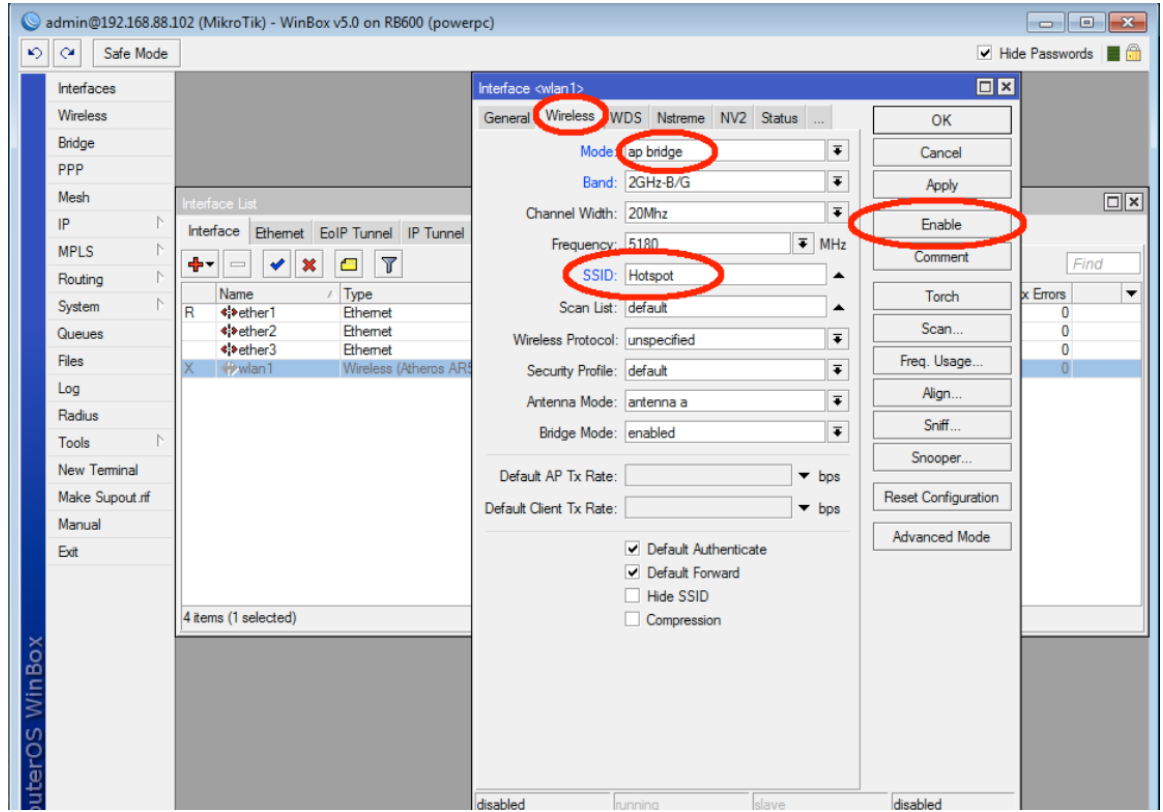 admin@192.168.88.102 (MikroTik) - WinBox v5.0 on RB600 (powerpc)
Safe Mode
Hide Passwords
Interfaces
Wireless
Bridge
PPP
Mesh
IP
MPLS
Routing
System
Queues
Files
Log
Radius
Tools
New Terminal
Make Supout.rif
Manual
Exit
RouterOS WinBox
Interface List
Interface Ethernet EoIP Tunnel IP Tunnel
Find
Name Type
x Errors
R ether1 Ethernet 0
ether2 Ethernet 0
ether3 Ethernet 0
X wlan1 Wireless (Atheros AR5 0
4 items (1 selected)
Interface <wlan1>
General Wireless WDS Nstreme NV2 Status ...
Mode: ap bridge
Band: 2GHz-B/G
Channel Width: 20Mhz
Frequency: 5180 MHz
SSID: Hotspot
Scan List: default
Wireless Protocol: unspecified
Security Profile: default
Antenna Mode: antenna a
Bridge Mode: enabled
Default AP Tx Rate: bps
Default Client Tx Rate: bps
Default Authenticate
Default Forward
Hide SSID
Compression
OK
Cancel
Apply
Enable
Comment
Torch
Scan...
Freq. Usage...
Align...
Sniff...
Snooper...
Reset Configuration
Advanced Mode
disabled running slave disabled